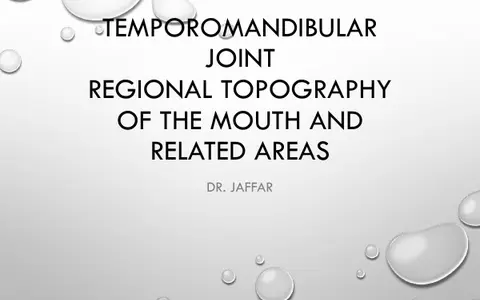 TEMPOROMANDIBULAR
JOINT
REGIONAL TOPOGRAPHY
OF THE MOUTH AND
RELATED AREAS
DR. JAFFAR